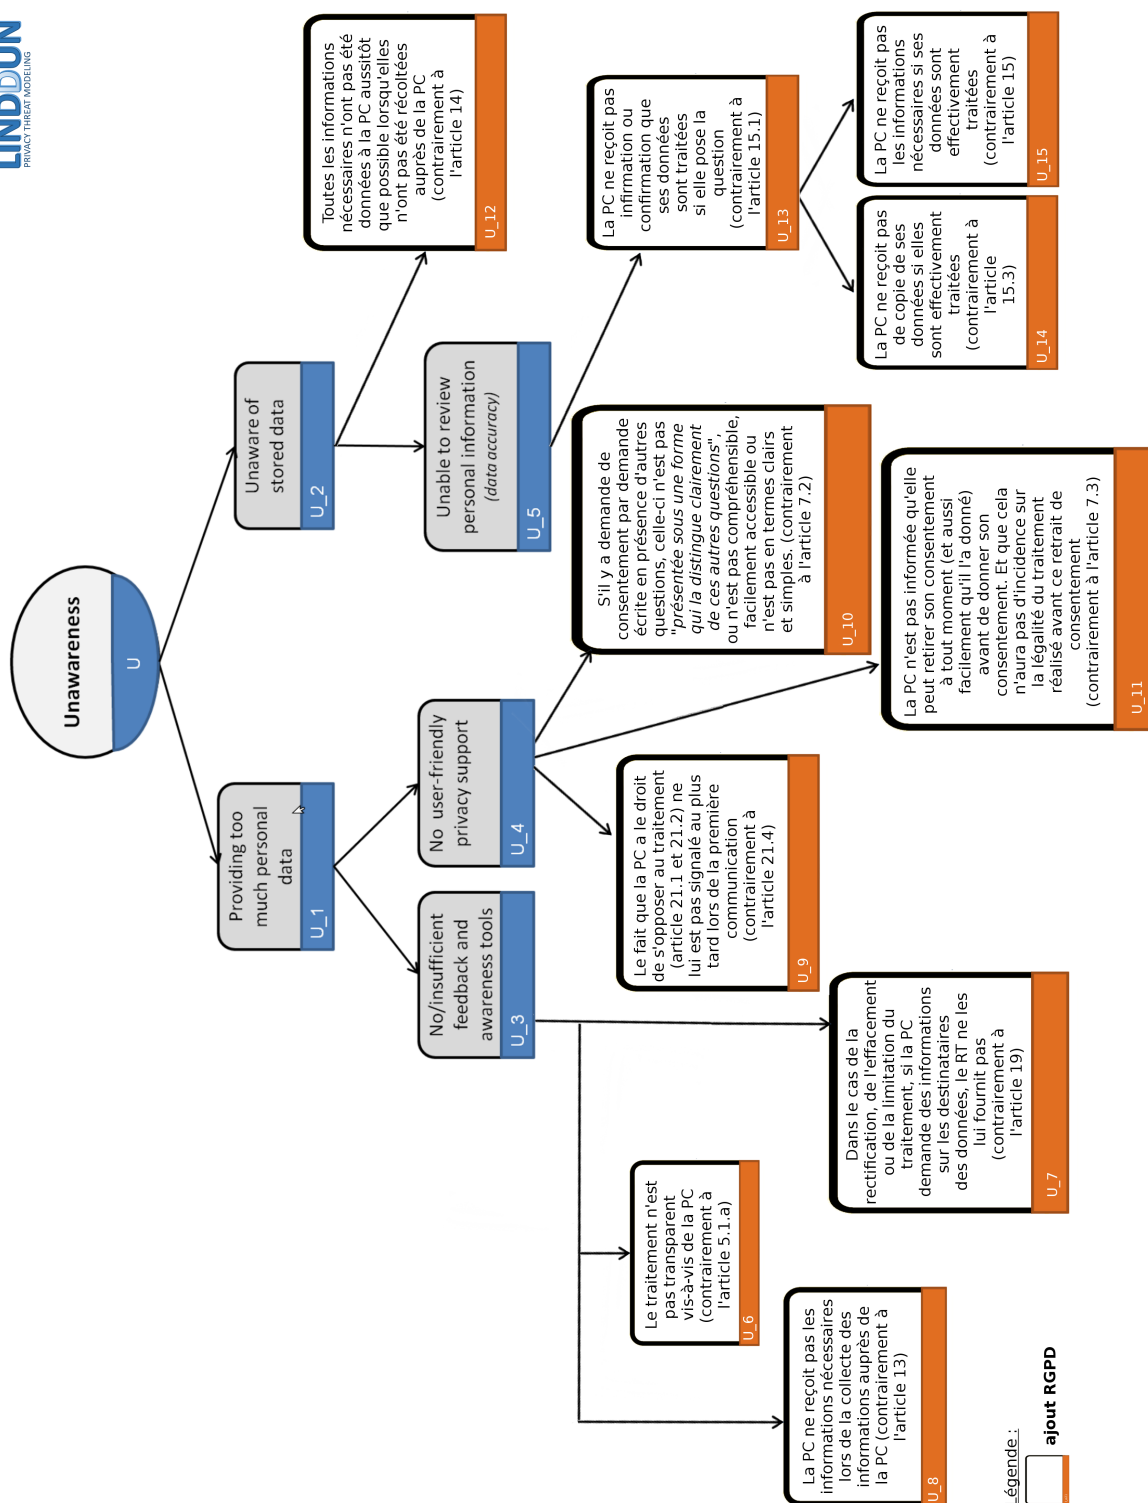 LINDDUN
PRIVACY THREAT MODELING
Unawareness
U
Providing too
much personal
data
U_1
Unaware of
stored data
U_2
No/insufficient
feedback and
awareness tools
U_3
No user-friendly
privacy support
U_4
Unable to review
personal information
(data accuracy)
U_5
Toutes les informations
nécessaires n'ont pas été
données à la PC aussitôt
que possible lorsqu'elles
n'ont pas été récoltées
auprès de la PC
(contrairement à
l'article 14)
U_12
La PC ne reçoit pas les
informations nécessaires
lors de la collecte des
informations auprès de
la PC (contrairement à
l'article 13)
U_8
Le traitement n'est
pas transparent
vis-à-vis de la PC
(contrairement à
l'article 5.1.a)
U_6
Dans le cas de la
rectification, de l'effacement
ou de la limitation du
traitement, si la PC
demande des informations
sur les destinataires
des données, le RT ne les
lui fournit pas
(contrairement à
l'article 19)
U_7
Le fait que la PC a le droit
de s'opposer au traitement
(article 21.1 et 21.2) ne
lui est pas signalé au plus
tard lors de la première
communication
(contrairement à
l'article 21.4)
U_9
S'il y a demande de
consentement par demande
écrite en présence d'autres
questions, celle-ci n'est pas
"présentée sous une forme
qui la distingue clairement
de ces autres questions",
ou n'est pas compréhensible,
facilement accessible ou
n'est pas en termes clairs
et simples. (contrairement
à l'article 7.2)
U_10
La PC n'est pas informée qu'elle
peut retirer son consentement
à tout moment (et aussi
facilement qu'il l'a donné)
avant de donner son
consentement. Et que cela
n'aura pas d'incidence sur
la légalité du traitement
réalisé avant ce retrait de
consentement
(contrairement à l'article 7.3)
U_11
La PC ne reçoit pas
infirmation ou
confirmation que
ses données
sont traitées
si elle pose la
question
(contrairement à
l'article 15.1)
U_13
La PC ne reçoit pas
de copie de ses
données si elles
sont effectivement
traitées
(contrairement à
l'article
15.3)
U_14
La PC ne reçoit pas
les informations
nécessaires si ses
données sont
effectivement
traitées
(contrairement à
l'article 15)
U_15
égende :
ajout RGPD